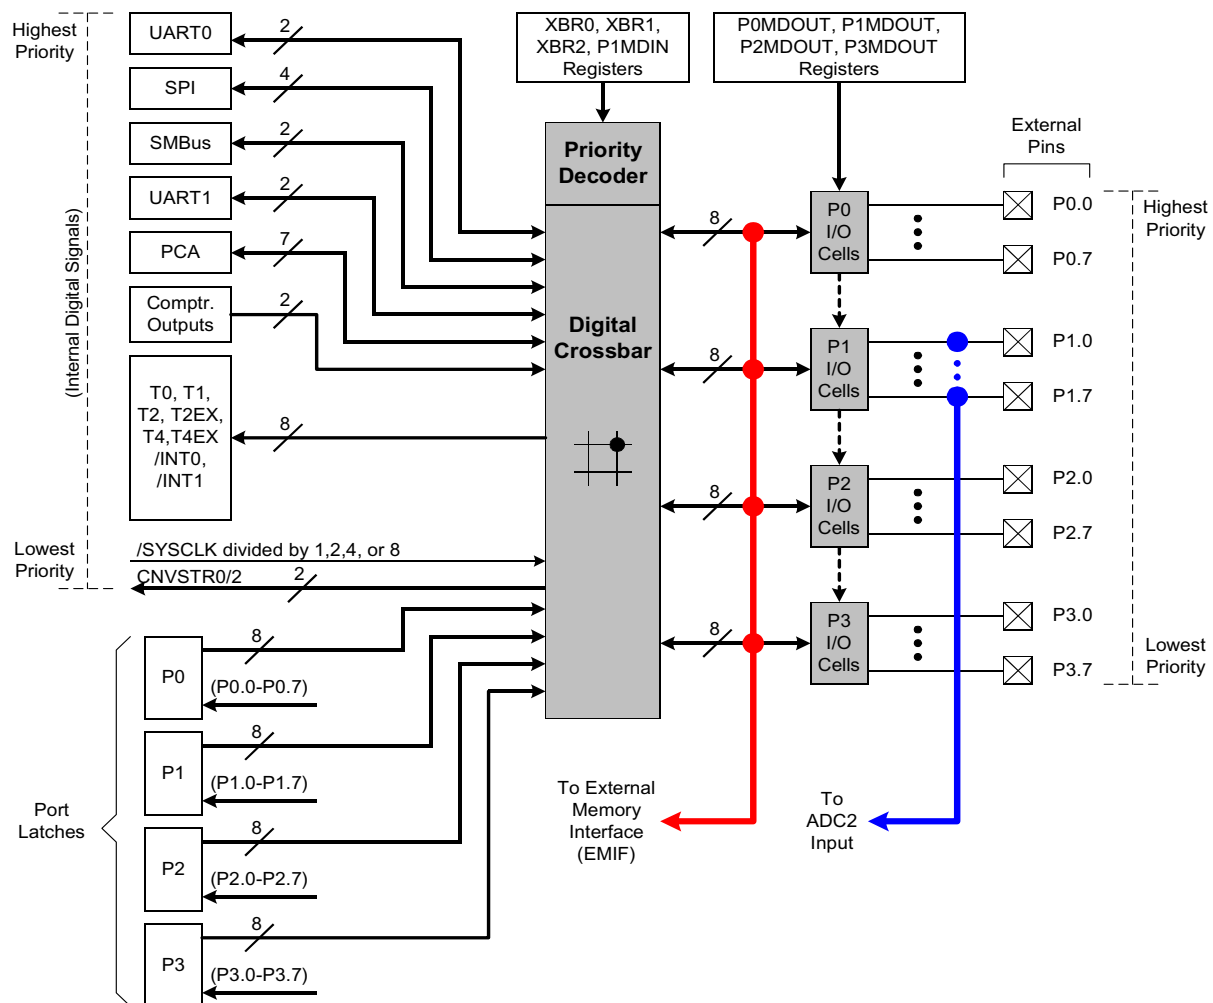 Highest
Priority
UART0
2
SPI
4
SMBus
2
UART1
2
PCA
7
Comptr.
Outputs
2
T0, T1,
T2, T2EX,
T4,T4EX
/INT0,
/INT1
8
(Internal Digital Signals)
Lowest
Priority
/SYSCLK divided by 1,2,4, or 8
CNVSTR0/2
2
Port
Latches
P0
8
(P0.0-P0.7)
P1
8
(P1.0-P1.7)
P2
8
(P2.0-P2.7)
P3
8
(P3.0-P3.7)
XBR0, XBR1,
XBR2, P1MDIN
Registers
Priority
Decoder
Digital
Crossbar
P0MDOUT, P1MDOUT,
P2MDOUT, P3MDOUT
Registers
8
8
8
8
P0
I/O
Cells
P1
I/O
Cells
P2
I/O
Cells
P3
I/O
Cells
External
Pins
P0.0
P0.7
P1.0
P1.7
P2.0
P2.7
P3.0
P3.7
Highest
Priority
Lowest
Priority
To External
Memory
Interface
(EMIF)
To
ADC2
Input